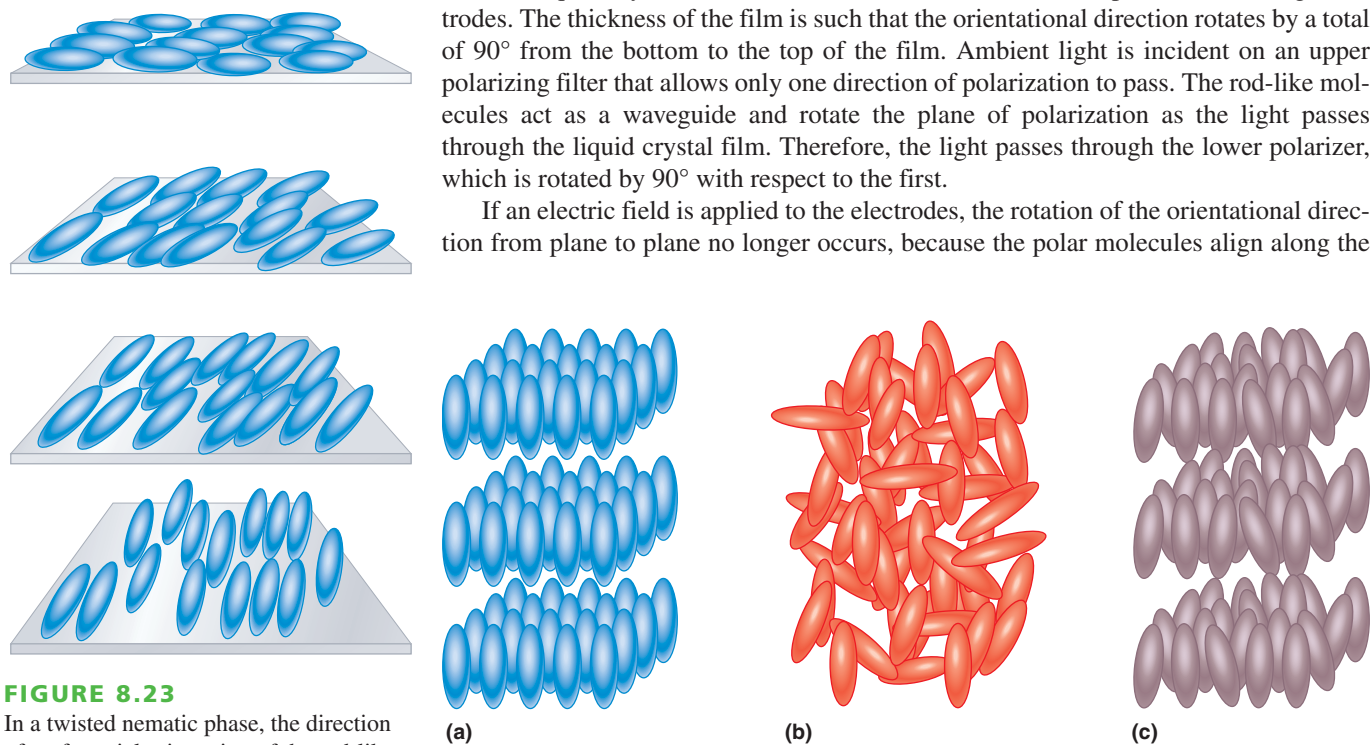 trodes. The thickness of the film is such that the orientational direction rotates by a total
of 90° from the bottom to the top of the film. Ambient light is incident on an upper
polarizing filter that allows only one direction of polarization to pass. The rod-like mol-
ecules act as a waveguide and rotate the plane of polarization as the light passes
through the liquid crystal film. Therefore, the light passes through the lower polarizer,
which is rotated by 90° with respect to the first.
If an electric field is applied to the electrodes, the rotation of the orientational direc-
tion from plane to plane no longer occurs, because the polar molecules align along the
(a)
(b)
(c)
FIGURE 8.23
In a twisted nematic phase, the direction